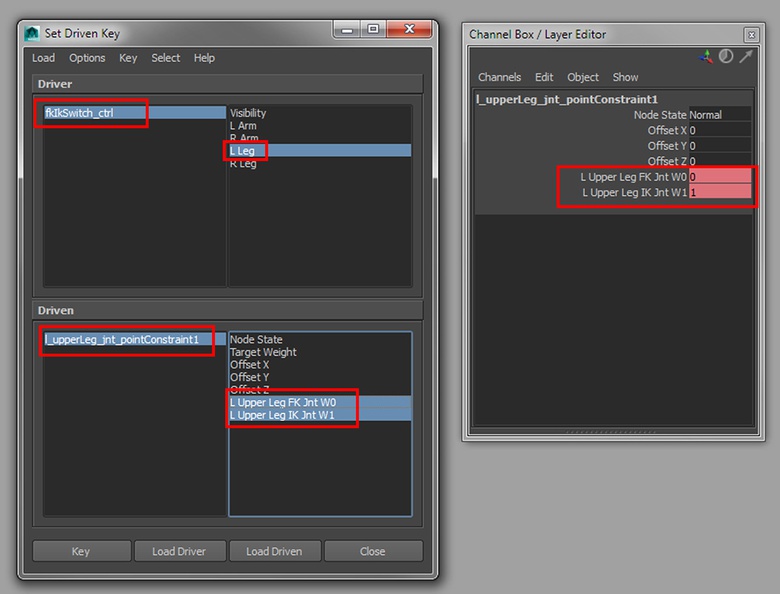 Set Driven Key
Load Options Key Select Help
Driver
fkIkSwitch_ctrl
Visibility
L Arm
R Arm
L Leg
R Leg
Driven
l_upperLeg_jnt_pointConstraint1
Node State
Target Weight
Offset X
Offset Y
Offset Z
L Upper Leg FK Jnt W0
L Upper Leg IK Jnt W1
Key Load Driver Load Driven Close
Channel Box / Layer Editor
Channels Edit Object Show
l_upperLeg_jnt_pointConstraint1
Node State Normal
Offset X 0
Offset Y 0
Offset Z 0
L Upper Leg FK Jnt W0 0
L Upper Leg IK Jnt W1 1